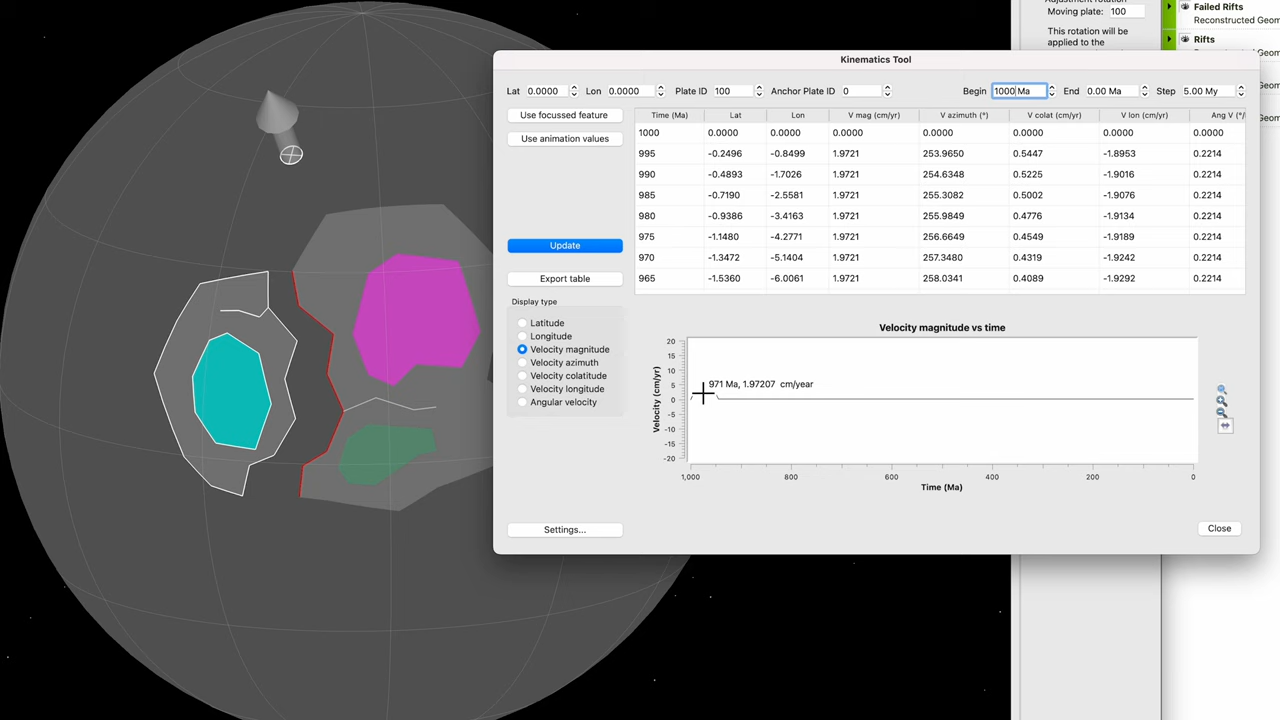 Adjustment rotation
Moving plate: 100
This rotation will be
applied to the
Failed Rifts
Reconstructed Geom
Rifts
Kinematics Tool
Lat 0.0000 Lon 0.0000 Plate ID 100 Anchor Plate ID 0 Begin 1000 Ma End 0.00 Ma Step 5.00 My
Use focussed feature
Use animation values
Update
Export table
Time (Ma) Lat Lon V mag (cm/yr) V azimuth (°) V colat (cm/yr) V lon (cm/yr) Ang V (°/
1000 0.0000 0.0000 0.0000 0.0000 0.0000 0.0000 0.0000
995 -0.2496 -0.8499 1.9721 253.9650 0.5447 -1.8953 0.2214
990 -0.4893 -1.7026 1.9721 254.6348 0.5225 -1.9016 0.2214
985 -0.7190 -2.5581 1.9721 255.3082 0.5002 -1.9076 0.2214
980 -0.9386 -3.4163 1.9721 255.9849 0.4776 -1.9134 0.2214
975 -1.1480 -4.2771 1.9721 256.6649 0.4549 -1.9189 0.2214
970 -1.3472 -5.1404 1.9721 257.3480 0.4319 -1.9242 0.2214
965 -1.5360 -6.0061 1.9721 258.0341 0.4089 -1.9292 0.2214
Display type
Latitude
Longitude
Velocity magnitude
Velocity azimuth
Velocity colatitude
Velocity longitude
Angular velocity
Velocity magnitude vs time
971 Ma, 1.97207 cm/year
Velocity (cm/yr)
20
15
10
5
0
-5
-10
-15
-20
1,000 800 600 400 200 0
Time (Ma)
Settings...
Close